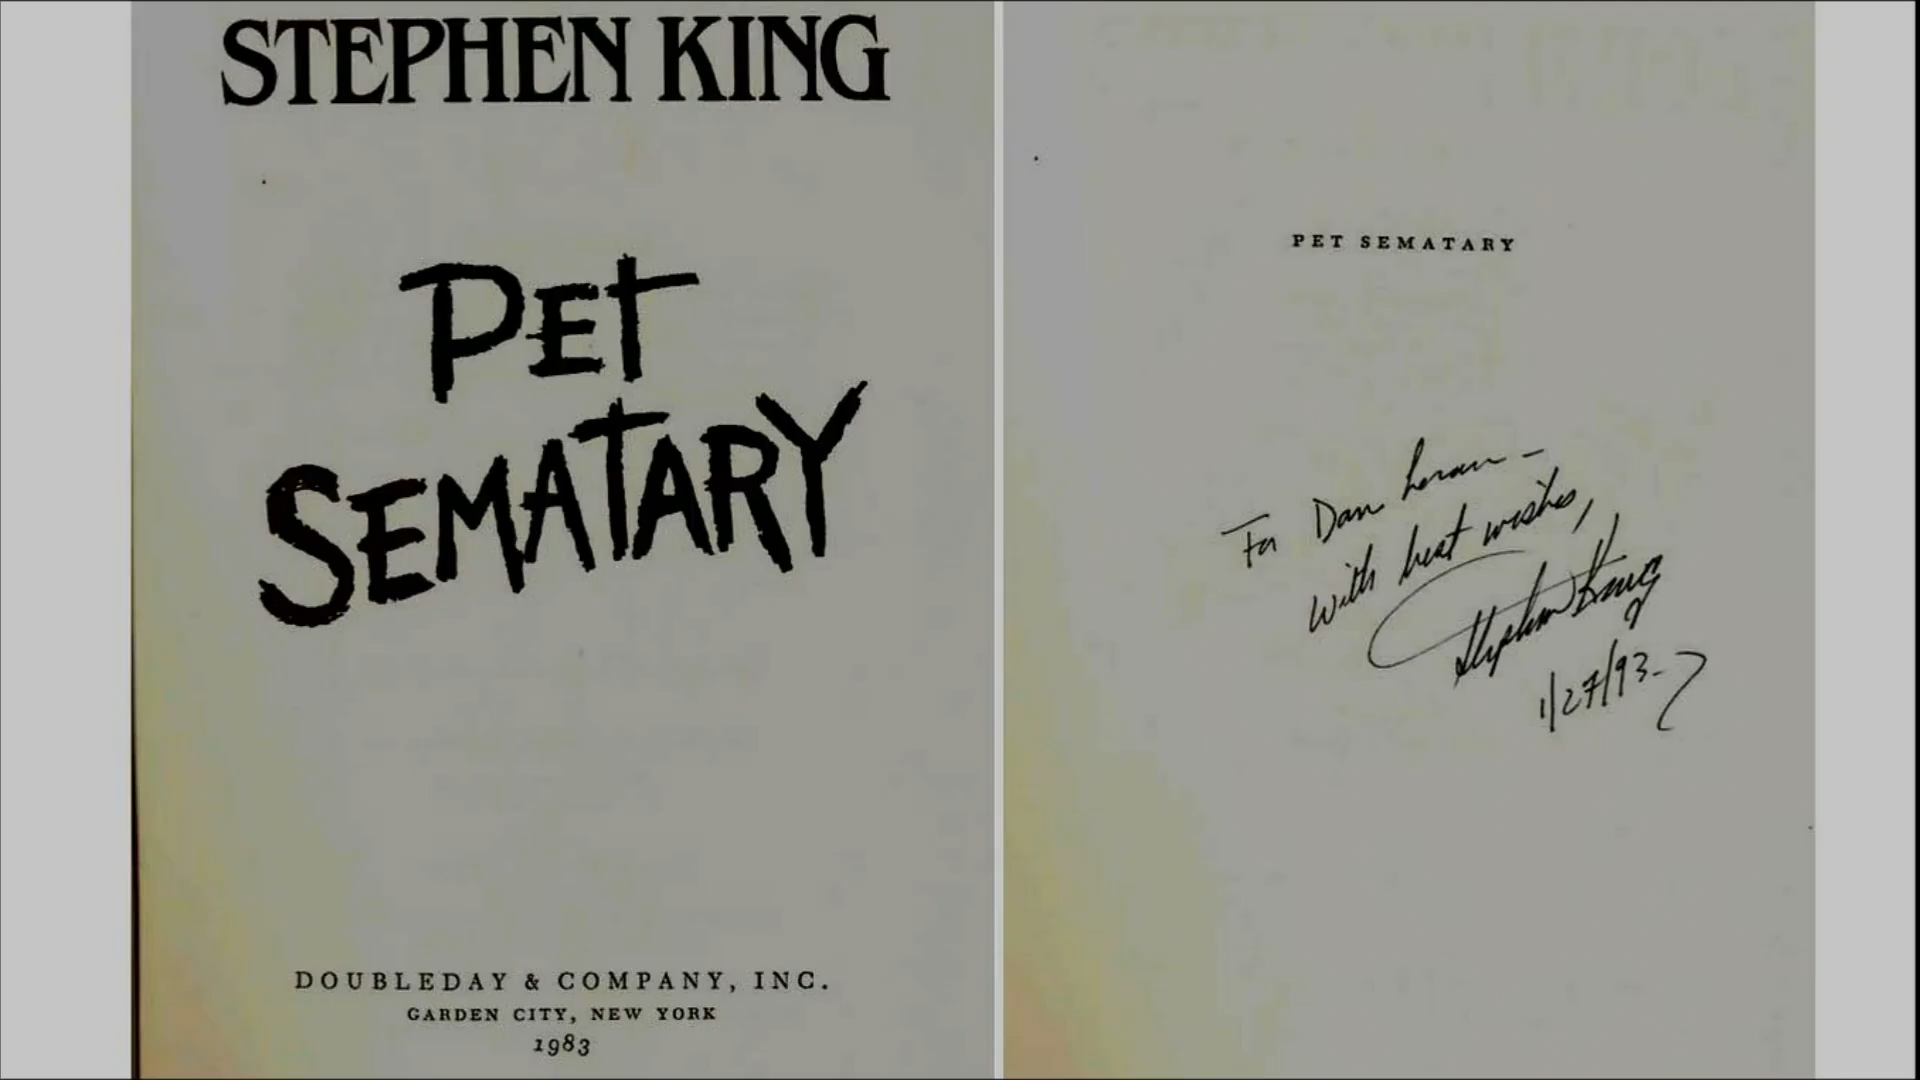 STEPHEN KING
PET
SEMATARY
DOUBLEDAY & COMPANY, INC.
GARDEN CITY, NEW YORK
1983
PET SEMATARY
For Dan
With best wishes,
Stephen King
1/27/93